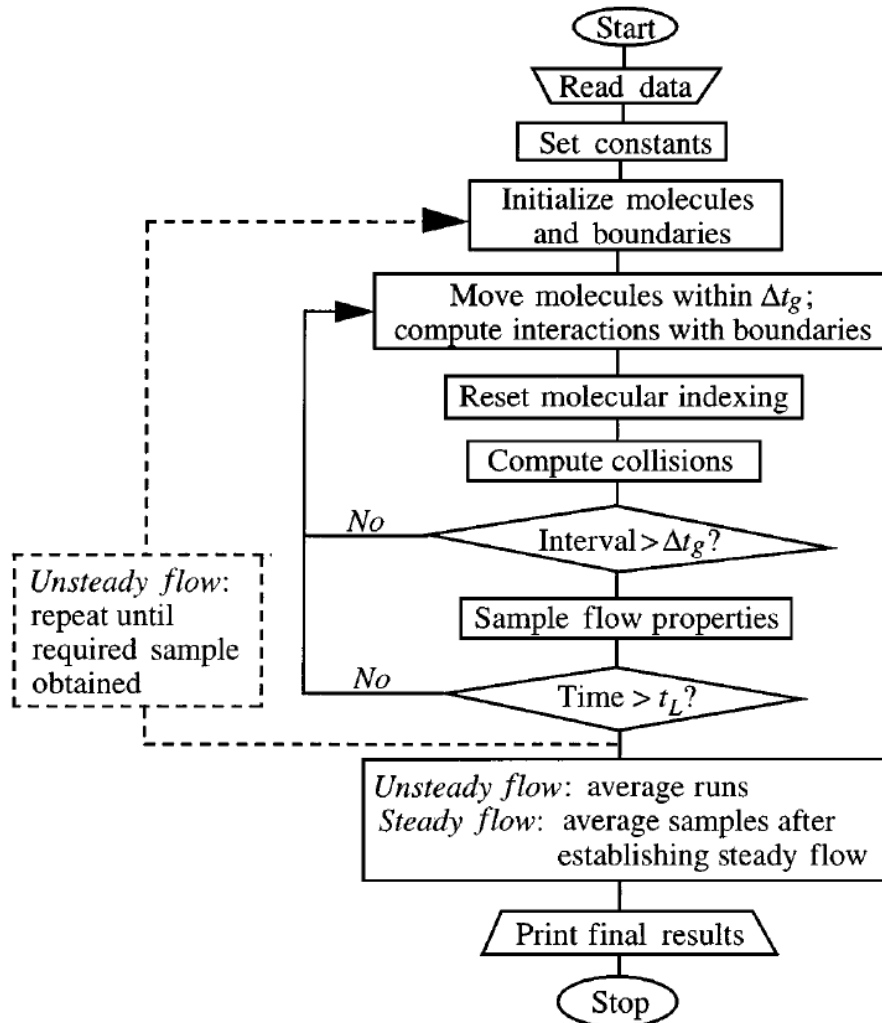 Start
Read data
Set constants
Initialize molecules
and boundaries
Move molecules within Δt_g;
compute interactions with boundaries
Reset molecular indexing
Compute collisions
No
Interval > Δt_g?
Unsteady flow:
repeat until
required sample
obtained
Sample flow properties
No
Time > t_L?
Unsteady flow: average runs
Steady flow: average samples after
establishing steady flow
Print final results
Stop